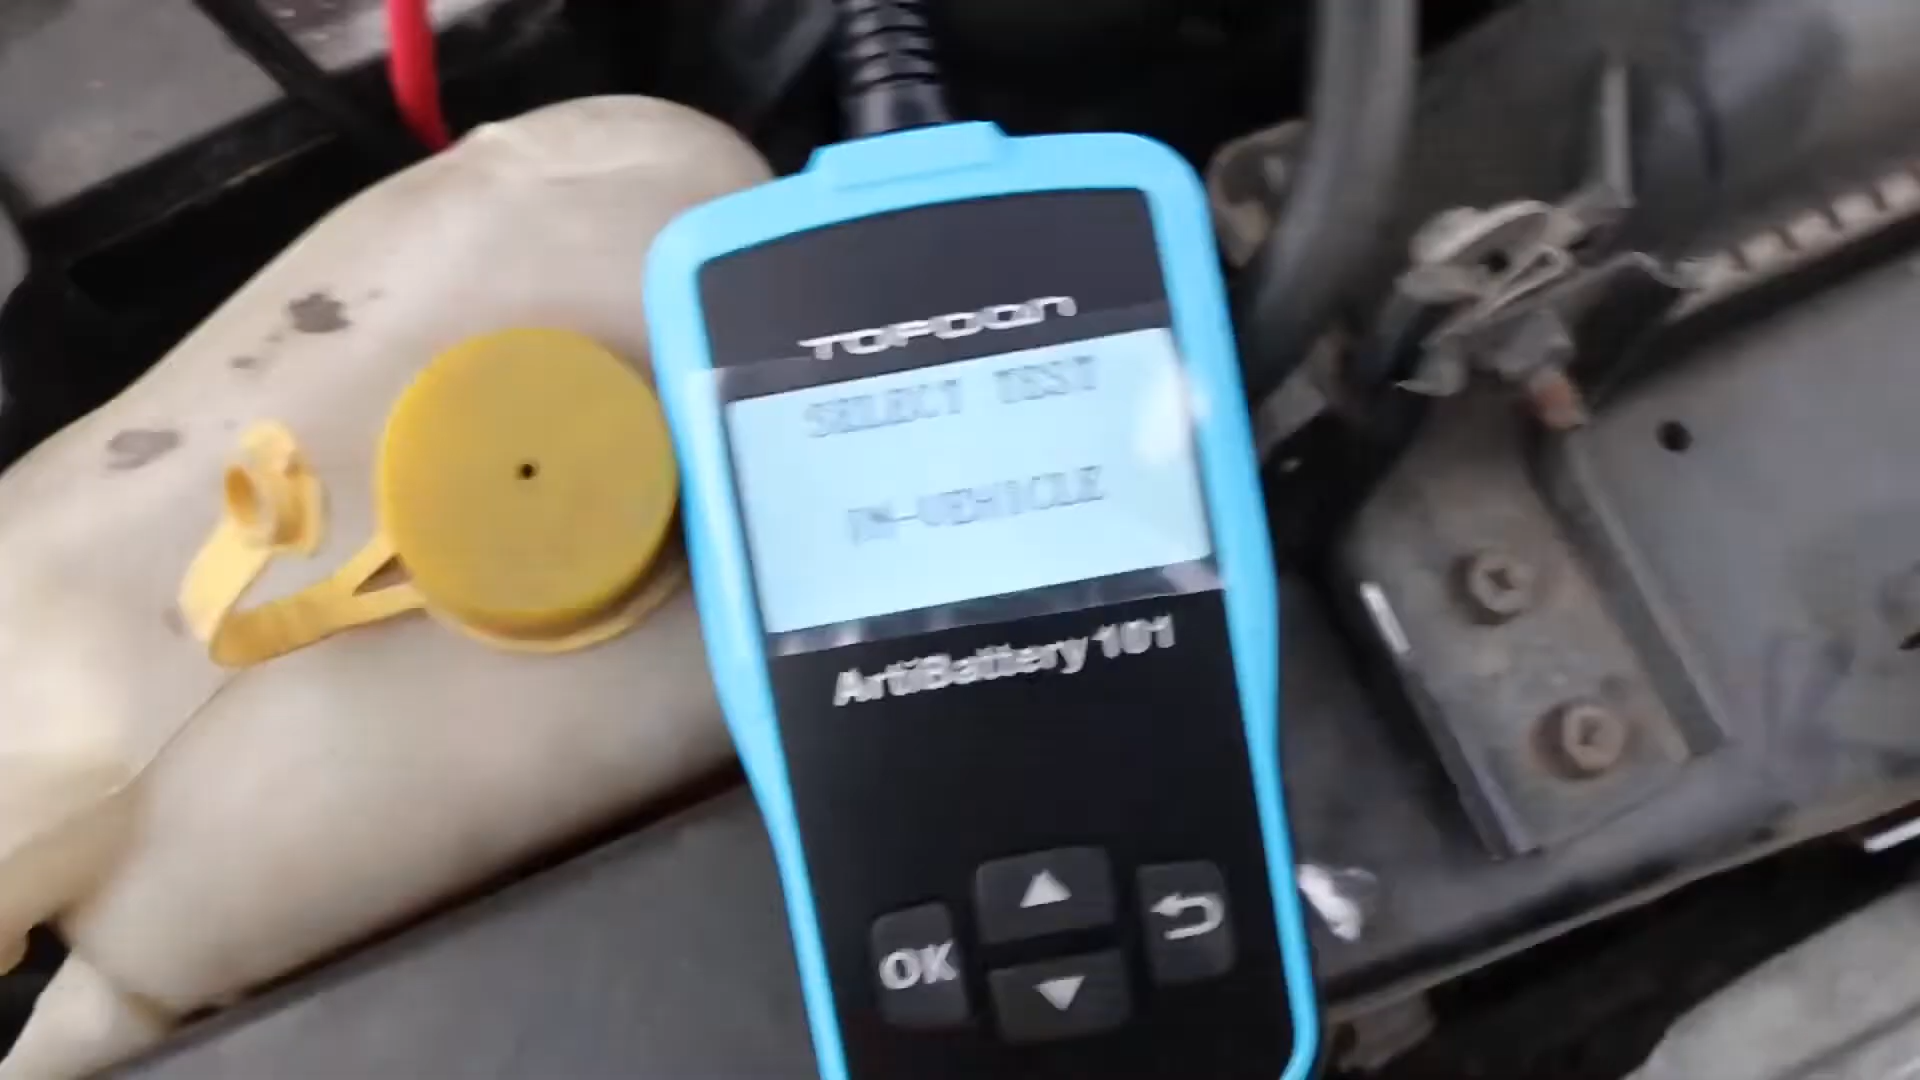 TOPDON
SELECT TEST
IN-VEHICLE
ArtiBattery 101
OK